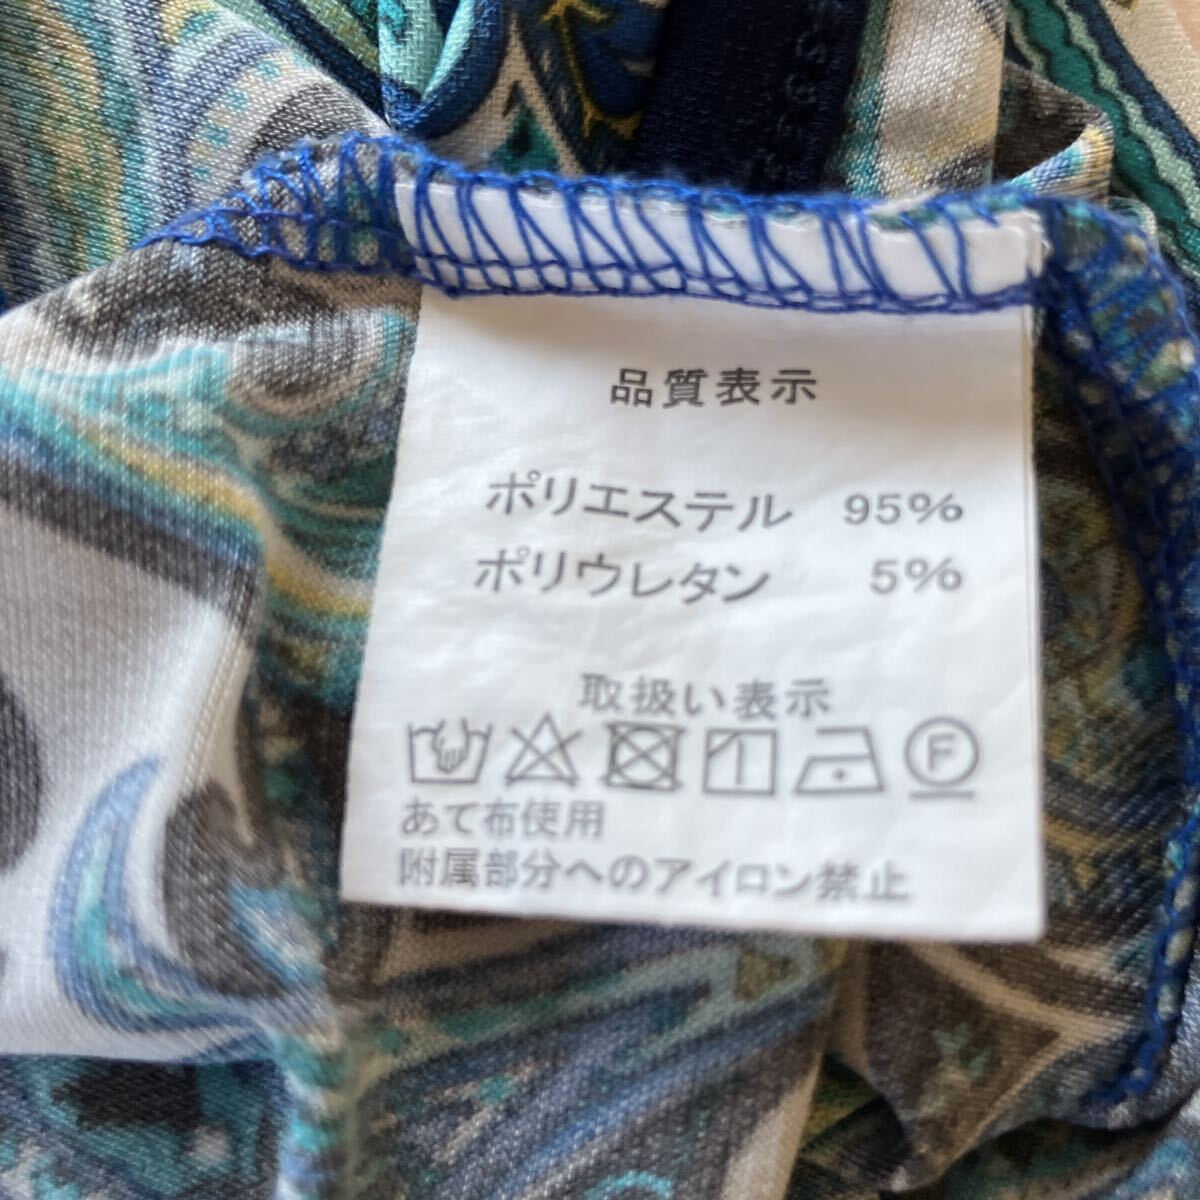 品質表示
ポリエステル 95%
ポリウレタン 5%
取扱い表示
F
あて布使用
附属部分へのアイロン禁止